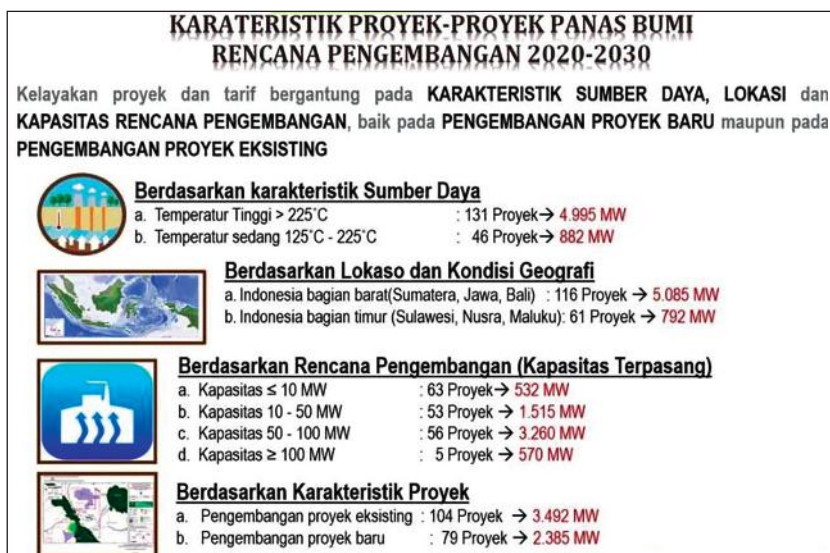 KARATERISTIK PROYEK-PROYEK PANAS BUMI
RENCANA PENGEMBANGAN 2020-2030
Kelayakan proyek dan tarif bergantung pada KARAKTERISTIK SUMBER DAYA, LOKASI dan
KAPASITAS RENCANA PENGEMBANGAN, baik pada PENGEMBANGAN PROYEK BARU maupun pada
PENGEMBANGAN PROYEK EKSISTING
Berdasarkan karakteristik Sumber Daya
a. Temperatur Tinggi > 225˚C : 131 Proyek→ 4.995 MW
b. Temperatur sedang 125˚C - 225˚C : 46 Proyek→ 882 MW
Berdasarkan Lokaso dan Kondisi Geografi
a. Indonesia bagian barat(Sumatera, Jawa, Bali) : 116 Proyek → 5.085 MW
b. Indonesia bagian timur (Sulawesi, Nusra, Maluku): 61 Proyek → 792 MW
Berdasarkan Rencana Pengembangan (Kapasitas Terpasang)
a. Kapasitas ≤ 10 MW : 63 Proyek→ 532 MW
b. Kapasitas 10 - 50 MW : 53 Proyek→ 1.515 MW
c. Kapasitas 50 - 100 MW : 56 Proyek→ 3.260 MW
d. Kapasitas ≥ 100 MW : 5 Proyek→ 570 MW
Berdasarkan Karakteristik Proyek
a. Pengembangan proyek eksisting : 104 Proyek → 3.492 MW
b. Pengembangan proyek baru : 79 Proyek → 2.385 MW